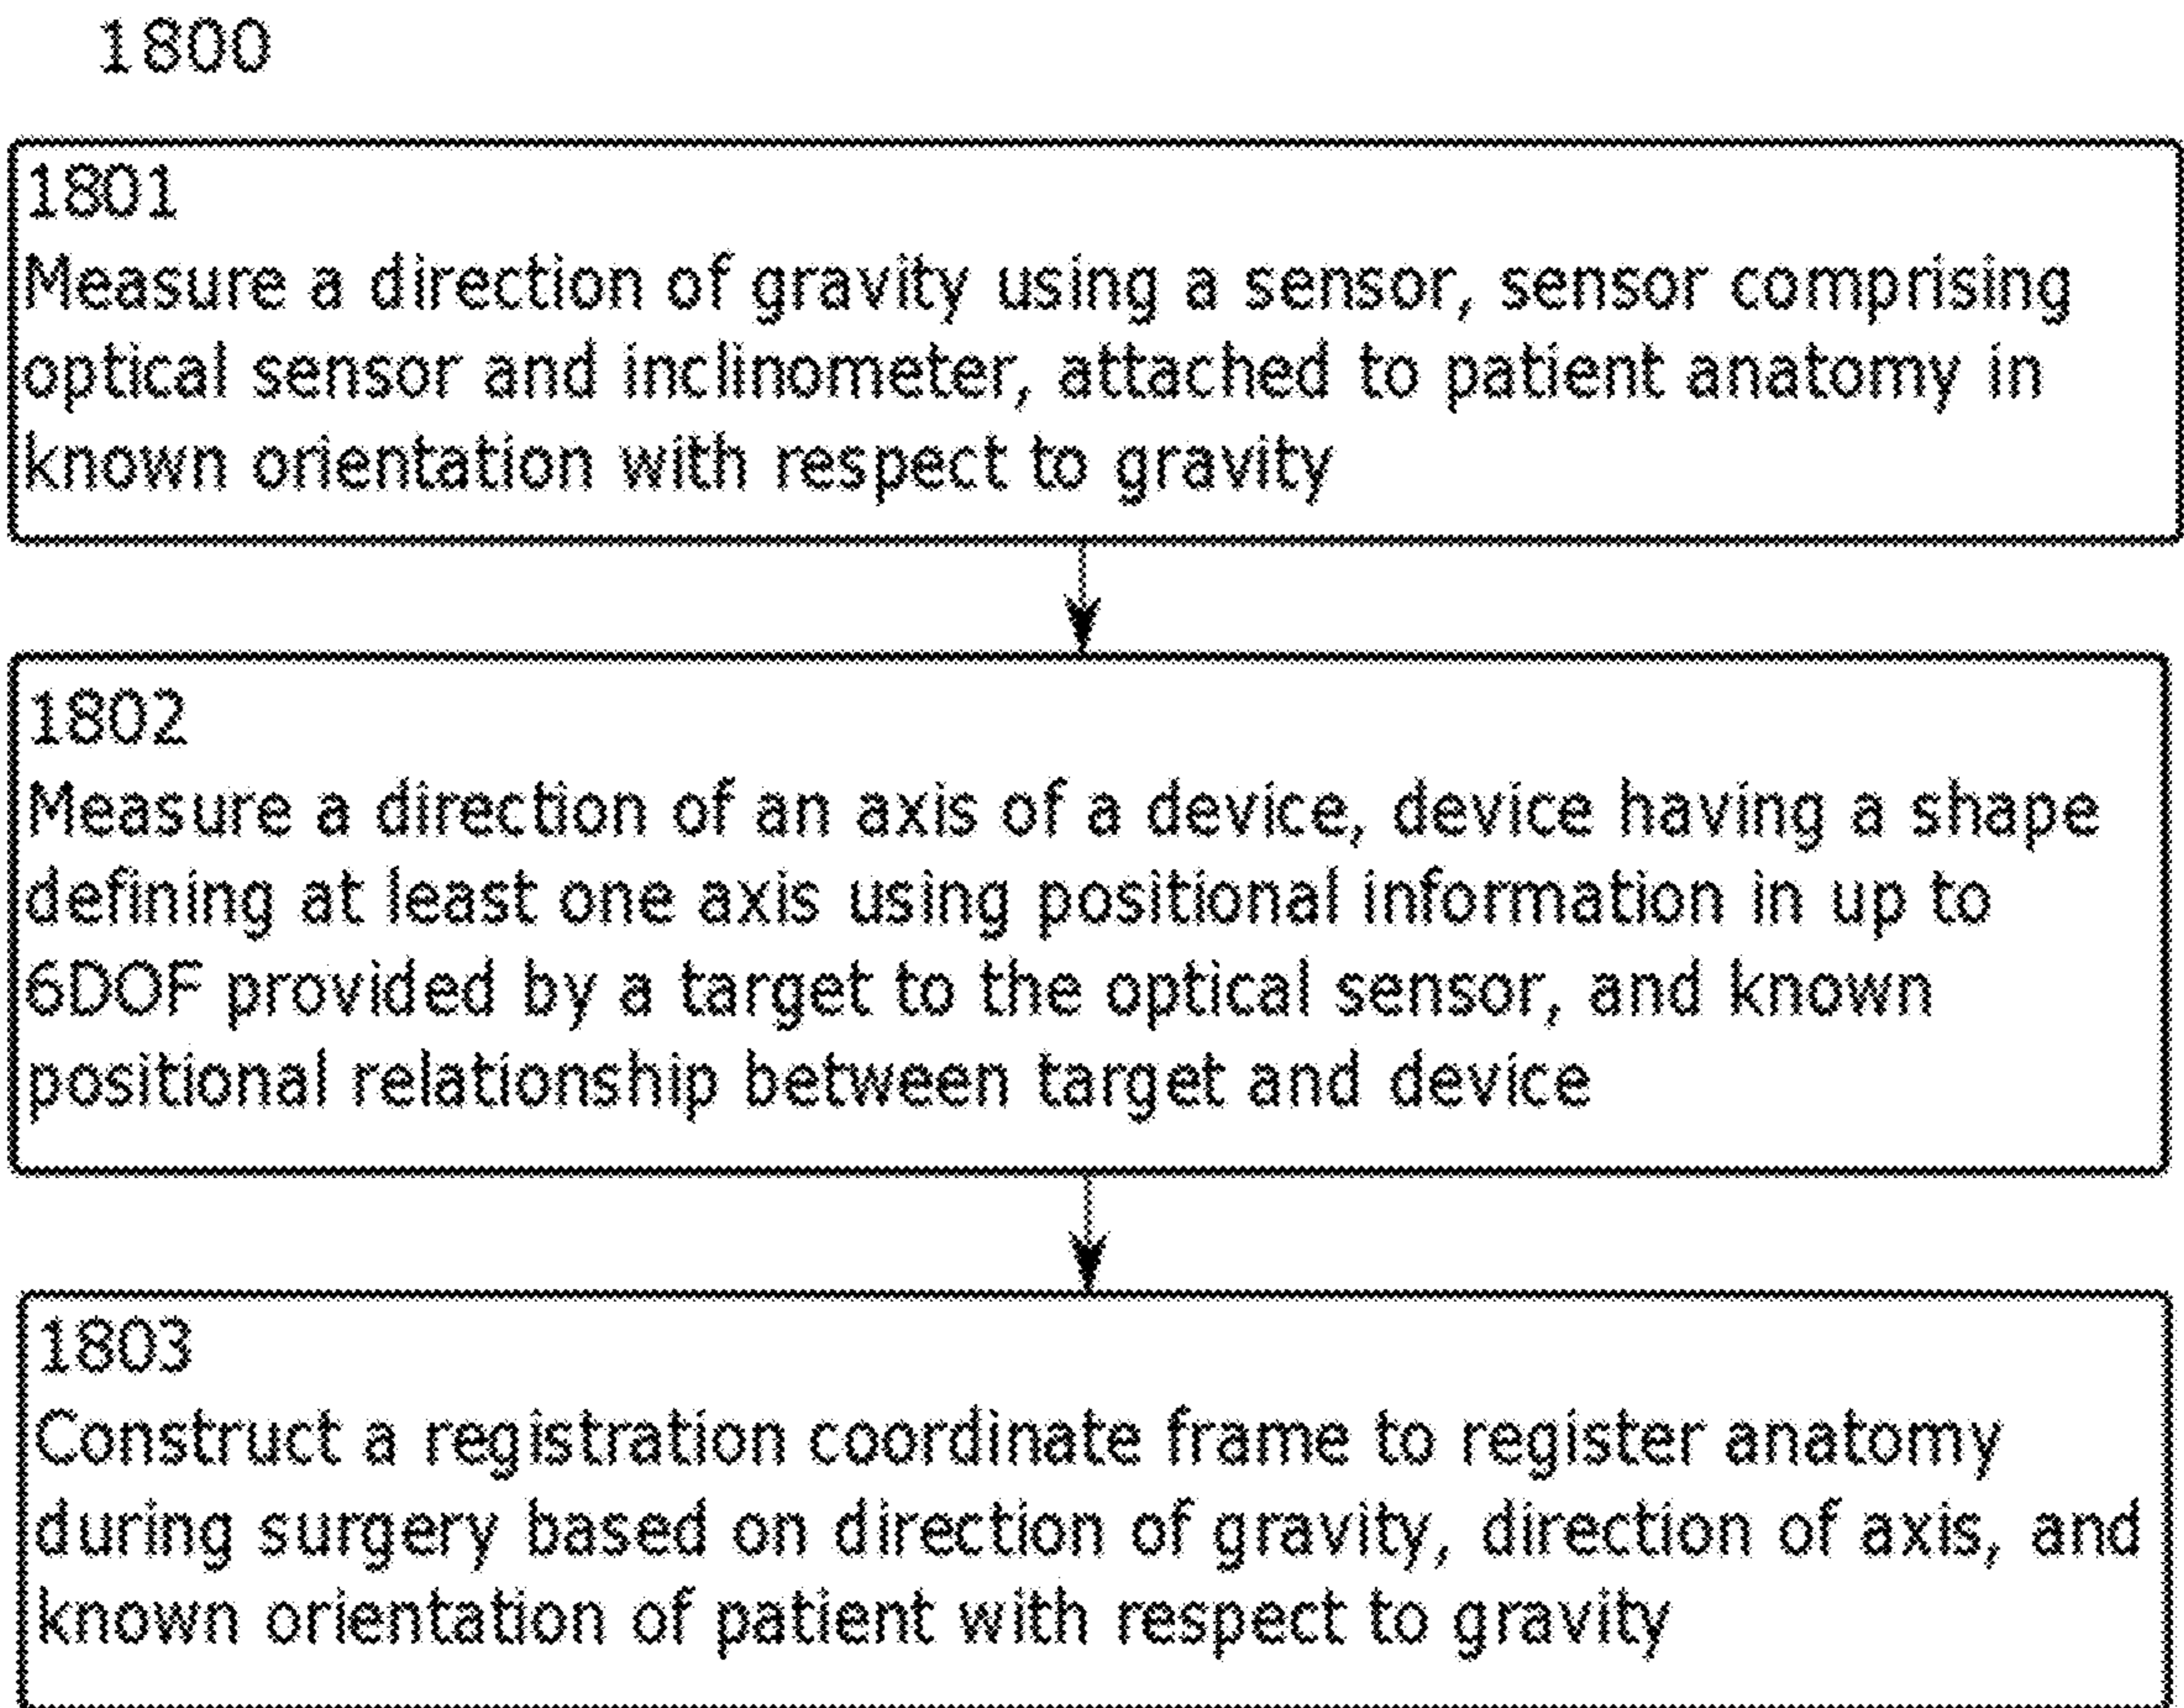 1800
1801
Measure a direction of gravity using a sensor, sensor comprising
optical sensor and inclinometer, attached to patient anatomy in
known orientation with respect to gravity
1802
Measure a direction of an axis of a device, device having a shape
defining at least one axis using positional information in up to
6DOF provided by a target to the optical sensor, and known
positional relationship between target and device
1803
Construct a registration coordinate frame to register anatomy
during surgery based on direction of gravity, direction of axis, and
known orientation of patient with respect to gravity